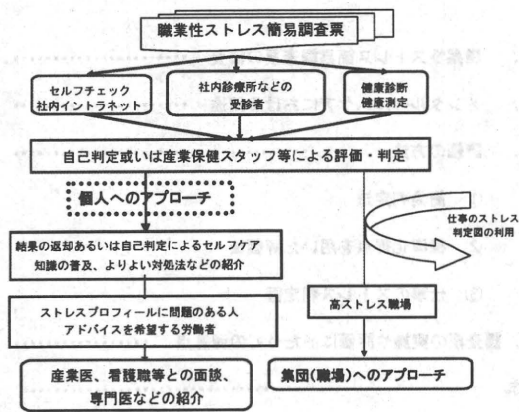 職業性ストレス簡易調査票
セルフチェック
社内イントラネット
社内診療所などの
受診者
健康診断
健康測定
自己判定或いは産業保健スタッフ等による評価・判定
個人へのアプローチ
仕事のストレス
判定図の利用
結果の返却あるいは自己判定によるセルフケア
知識の普及、よりよい対処法などの紹介
ストレスプロフィールに問題のある人
アドバイスを希望する労働者
高ストレス職場
産業医、看護職等との面談、
専門医などの紹介
集団(職場)へのアプローチ